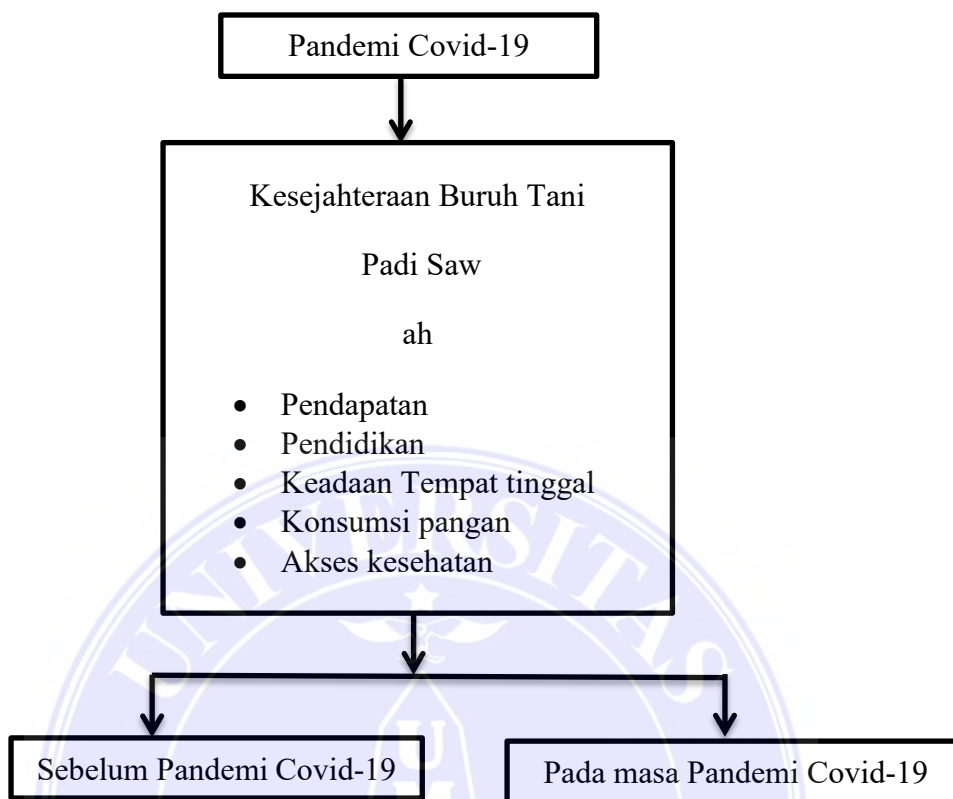 Pandemi Covid-19
Kesejahteraan Buruh Tani
Padi Saw
ah
• Pendapatan
• Pendidikan
• Keadaan Tempat tinggal
• Konsumsi pangan
• Akses kesehatan
UNIVERSITAS
U
Sebelum Pandemi Covid-19
Pada masa Pandemi Covid-19